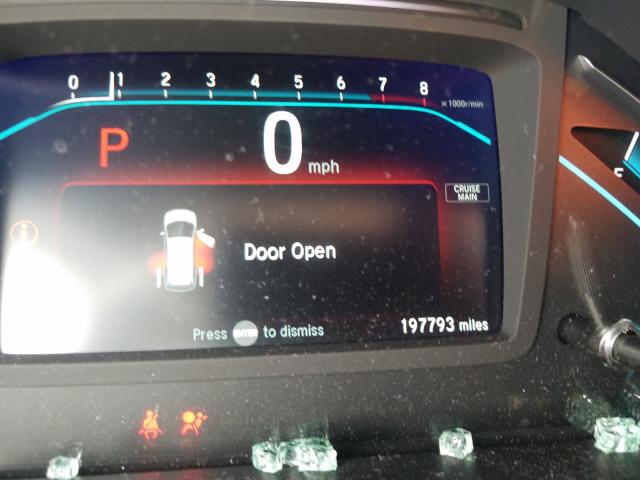 0 1 2 3 4 5 6 7 8
×1000r/min
P
0 mph
CRUISE
MAIN
Door Open
Press ENTER to dismiss
197793 miles
F